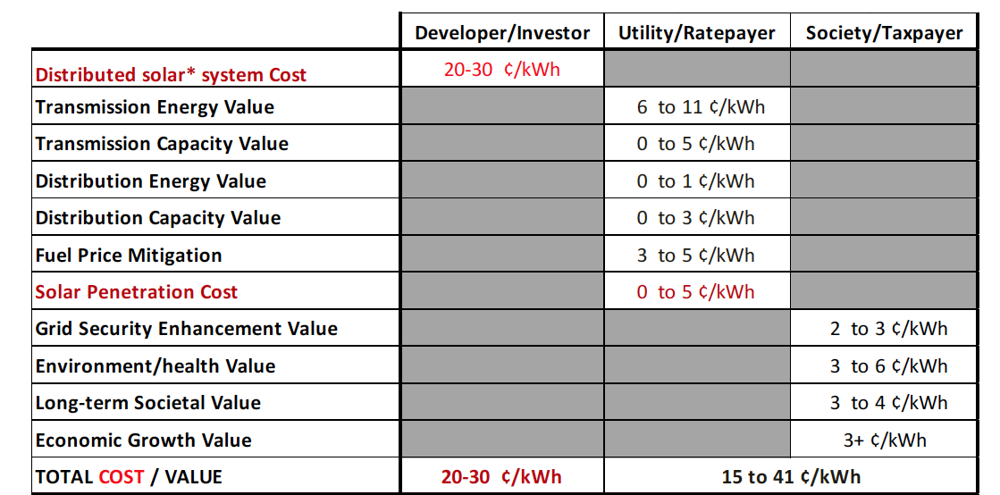 Developer/Investor Utility/Ratepayer Society/Taxpayer
Distributed solar* system Cost 20-30 ¢/kWh
Transmission Energy Value 6 to 11 ¢/kWh
Transmission Capacity Value 0 to 5 ¢/kWh
Distribution Energy Value 0 to 1 ¢/kWh
Distribution Capacity Value 0 to 3 ¢/kWh
Fuel Price Mitigation 3 to 5 ¢/kWh
Solar Penetration Cost 0 to 5 ¢/kWh
Grid Security Enhancement Value 2 to 3 ¢/kWh
Environment/health Value 3 to 6 ¢/kWh
Long-term Societal Value 3 to 4 ¢/kWh
Economic Growth Value 3+ ¢/kWh
TOTAL COST / VALUE 20-30 ¢/kWh 15 to 41 ¢/kWh